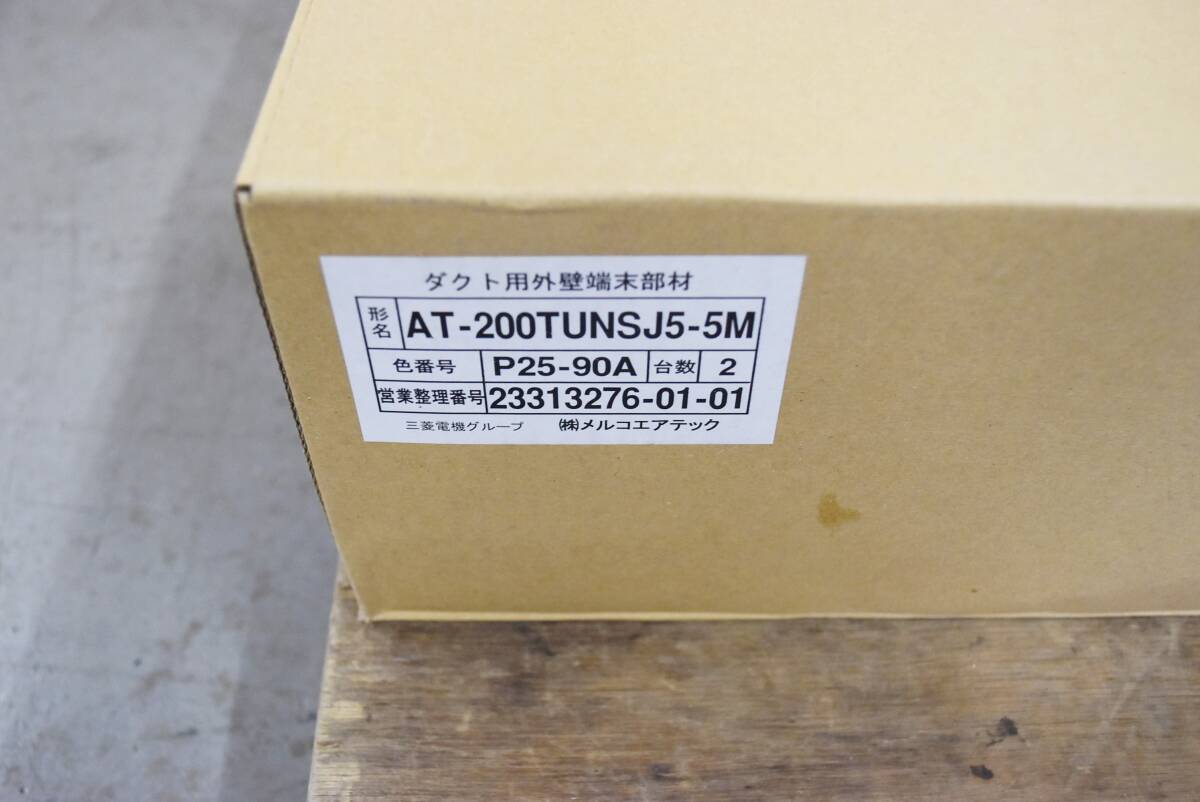 ダクト用外壁端末部材
形名 AT-200TUNSJ5-5M
色番号 P25-90A 台数 2
営業整理番号 23313276-01-01
三菱電機グループ ㈱メルコエアテック